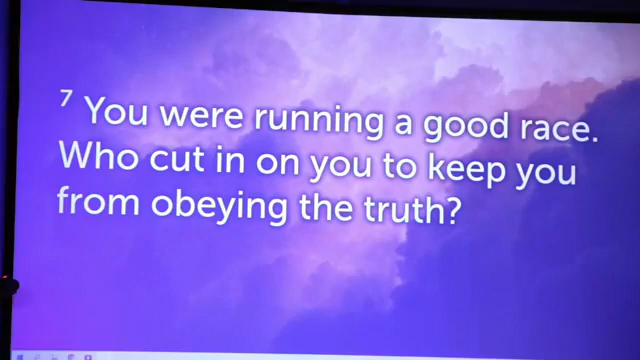 7 You were running a good race.
Who cut in on you to keep you
from obeying the truth?